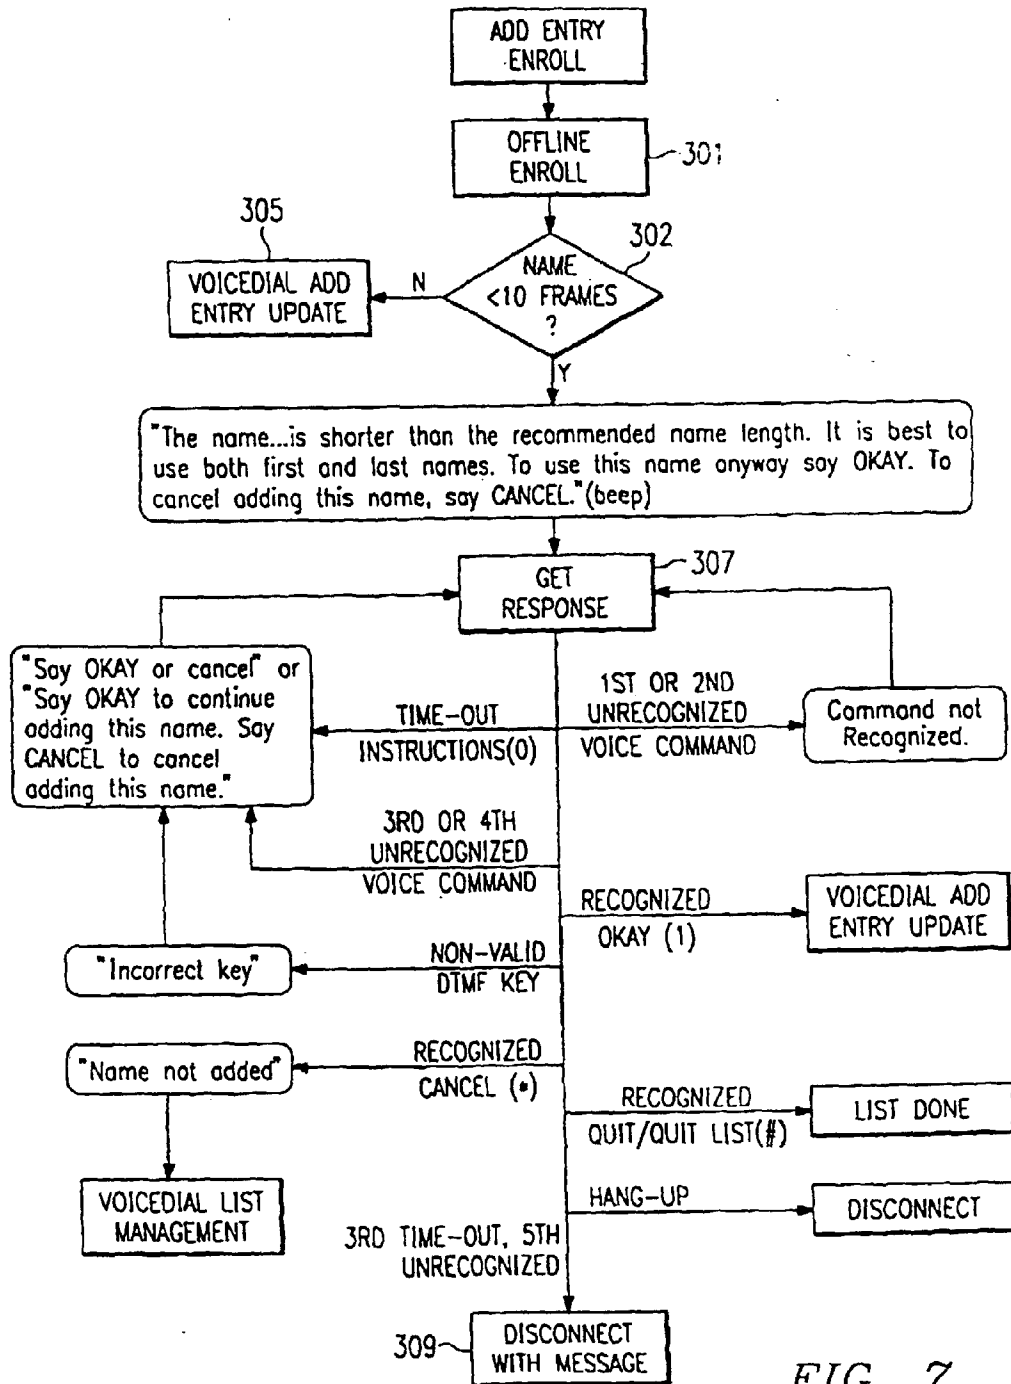 ADD ENTRY
ENROLL
OFFLINE
ENROLL
301
305
302
VOICEDIAL ADD
ENTRY UPDATE
N
NAME
<10 FRAMES
?
Y
"The name...is shorter than the recommended name length. It is best to
use both first and last names. To use this name anyway say OKAY. To
cancel adding this name, say CANCEL."(beep)
307
GET
RESPONSE
"Say OKAY or cancel" or
"Say OKAY to continue
adding this name. Say
CANCEL to cancel
adding this name."
TIME-OUT
INSTRUCTIONS(0)
1ST OR 2ND
UNRECOGNIZED
VOICE COMMAND
Command not
Recognized.
3RD OR 4TH
UNRECOGNIZED
VOICE COMMAND
RECOGNIZED
OKAY (1)
VOICEDIAL ADD
ENTRY UPDATE
"Incorrect key"
NON-VALID
DTMF KEY
"Name not added"
RECOGNIZED
CANCEL (*)
RECOGNIZED
QUIT/QUIT LIST(#)
LIST DONE
VOICEDIAL LIST
MANAGEMENT
HANG-UP
DISCONNECT
3RD TIME-OUT, 5TH
UNRECOGNIZED
309
DISCONNECT
WITH MESSAGE
FIG. 7